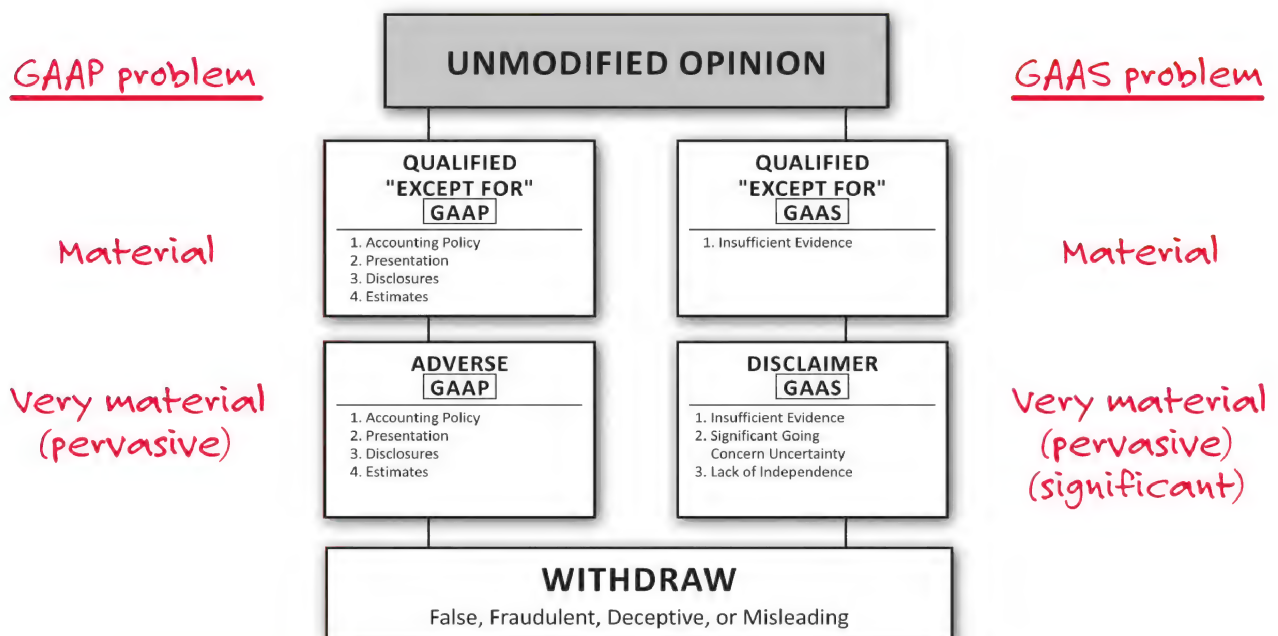 UNMODIFIED OPINION
GAAP problem
GAAS problem
QUALIFIED
"EXCEPT FOR"
GAAP
1. Accounting Policy
2. Presentation
3. Disclosures
4. Estimates
QUALIFIED
"EXCEPT FOR"
GAAS
1. Insufficient Evidence
Material
Material
ADVERSE
GAAP
1. Accounting Policy
2. Presentation
3. Disclosures
4. Estimates
DISCLAIMER
GAAS
1. Insufficient Evidence
2. Significant Going
Concern Uncertainty
3. Lack of Independence
Very material
(pervasive)
Very material
(pervasive)
(significant)
WITHDRAW
False, Fraudulent, Deceptive, or Misleading